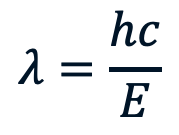 λ = hc/E